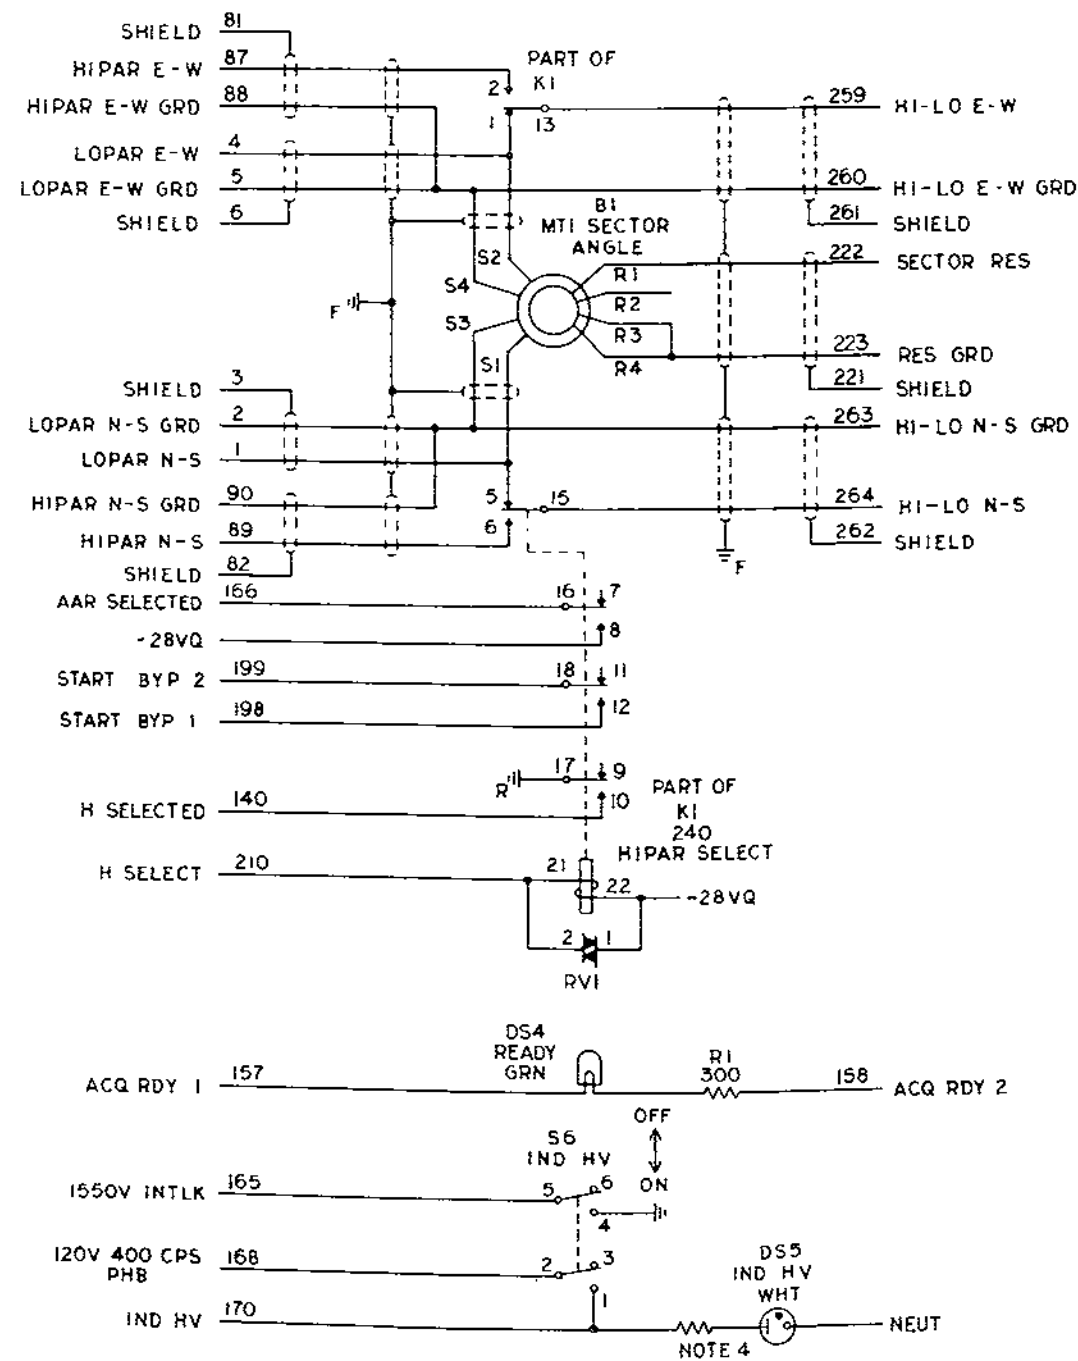 SHIELD 81
HIPAR E-W 87
PART OF
K1
2
HIPAR E-W GRD 88
1 13
259 HI-LO E-W
LOPAR E-W 4
LOPAR E-W GRD 5
260 HI-LO E-W GRD
SHIELD 6
B1
MTI SECTOR
ANGLE
261 SHIELD
S2
222 SECTOR RES
R1
S4
R2
F
S3
R3
S1
R4
223 RES GRD
SHIELD 3
221 SHIELD
LOPAR N-S GRD 2
263 HI-LO N-S GRD
LOPAR N-S 1
HIPAR N-S GRD 90
5 15
264 HI-LO N-S
6
HIPAR N-S 89
262 SHIELD
F
SHIELD 82
AAR SELECTED 166
16 7
-28VQ
8
START BYP 2 199
18 11
START BYP 1 198
12
R 17 9
H SELECTED 140
10
PART OF
K1
240
HIPAR SELECT
H SELECT 210
21
22 -28VQ
2 1
RV1
DS4
READY
GRN
R1
300
ACQ RDY 1 157
158 ACQ RDY 2
OFF
S6
IND HV
ON
1550V INTLK 165
5 6
4
120V 400 CPS 168
PHB
2 3
DS5
IND HV
WHT
1
IND HV 170
NEUT
NOTE 4